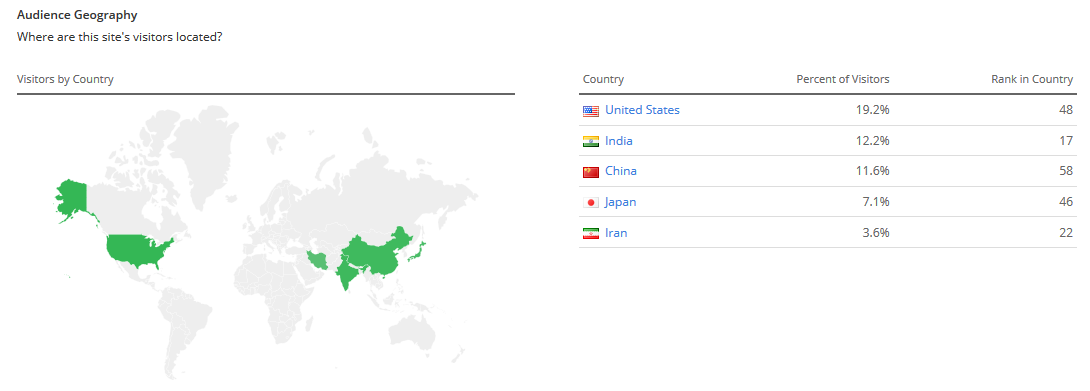 Audience Geography
Where are this site's visitors located?
Visitors by Country
Country Percent of Visitors Rank in Country
United States 19.2% 48
India 12.2% 17
China 11.6% 58
Japan 7.1% 46
Iran 3.6% 22